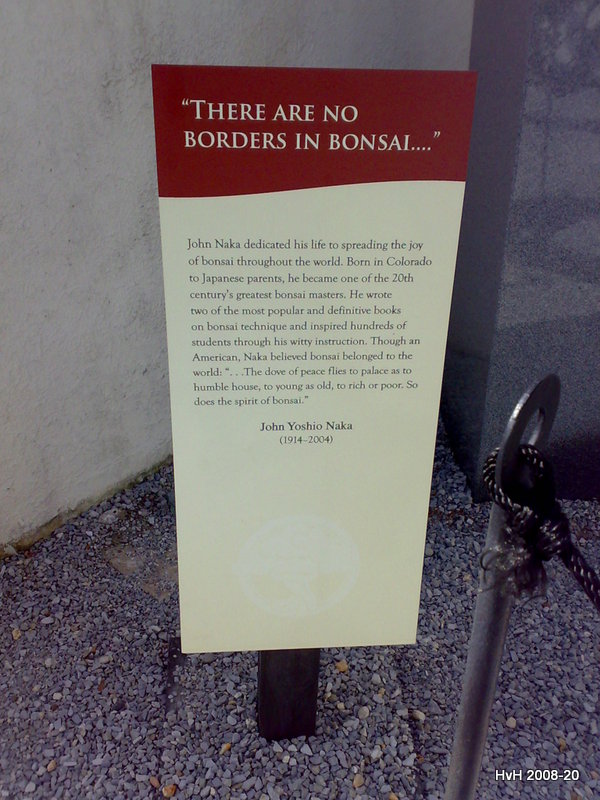 “THERE ARE NO
BORDERS IN BONSAI....”
John Naka dedicated his life to spreading the joy
of bonsai throughout the world. Born in Colorado
to Japanese parents, he became one of the 20th
century's greatest bonsai masters. He wrote
two of the most popular and definitive books
on bonsai technique and inspired hundreds of
students through his witty instruction. Though an
American, Naka believed bonsai belonged to the
world: “. . .The dove of peace flies to palace as to
humble house, to young as old, to rich or poor. So
does the spirit of bonsai.”
John Yoshio Naka
(1914–2004)
HvH 2008-20